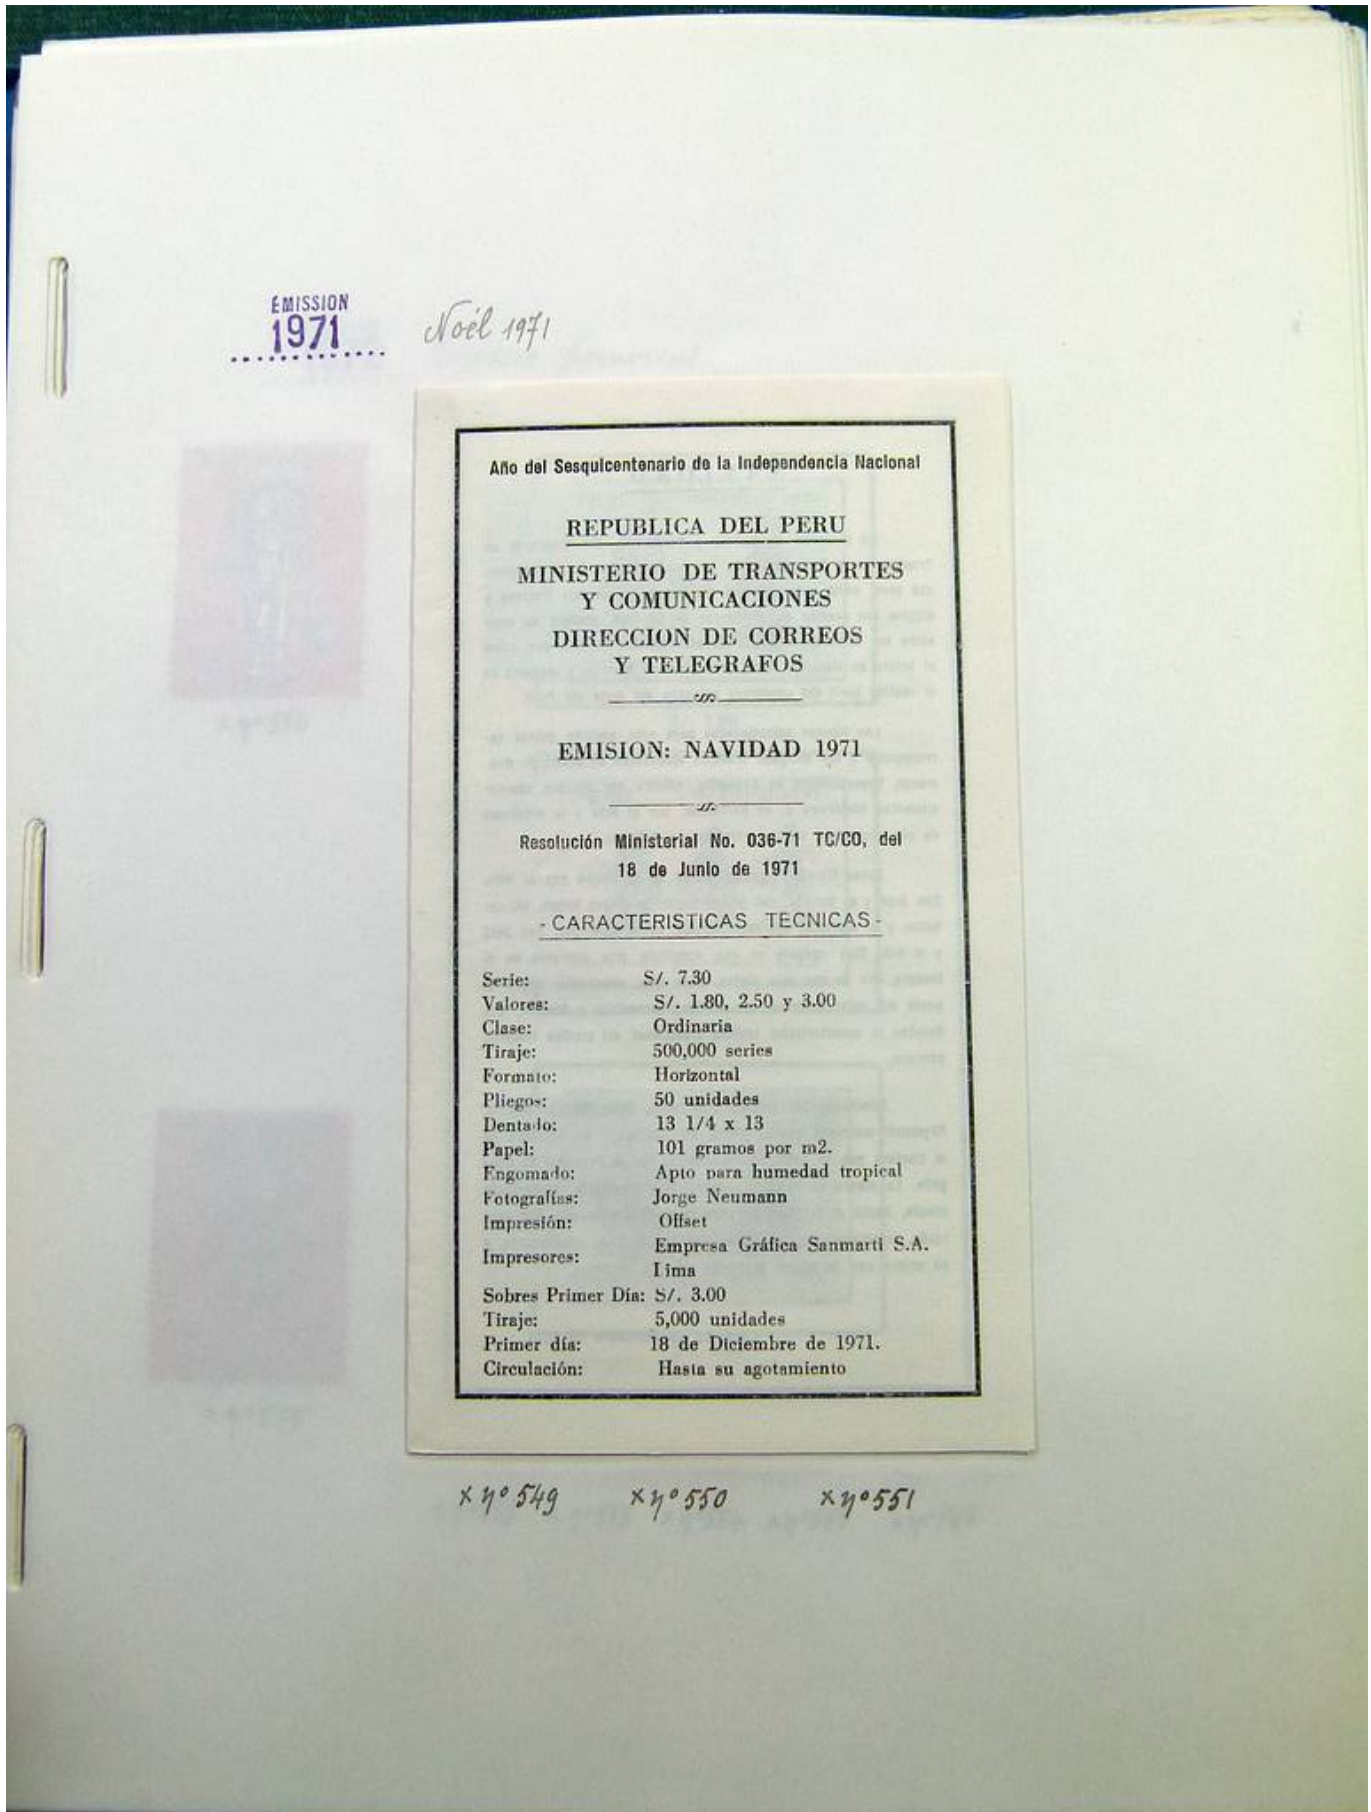 ÉMISSION
1971
Noël 1971
Año del Sesquicentenario de la Independencia Nacional
REPUBLICA DEL PERU
MINISTERIO DE TRANSPORTES
Y COMUNICACIONES
DIRECCION DE CORREOS
Y TELEGRAFOS
EMISION: NAVIDAD 1971
Resolución Ministerial No. 036-71 TC/CO, del
18 de Junio de 1971
- CARACTERISTICAS TECNICAS -
Serie: S/. 7.30
Valores: S/. 1.80, 2.50 y 3.00
Clase: Ordinaria
Tiraje: 500,000 series
Formato: Horizontal
Pliegos: 50 unidades
Dentado: 13 1/4 x 13
Papel: 101 gramos por m2.
Engomado: Apto para humedad tropical
Fotografías: Jorge Neumann
Impresión: Offset
Impresores: Empresa Gráfica Sanmarti S.A.
Lima
Sobres Primer Día: S/. 3.00
Tiraje: 5,000 unidades
Primer día: 18 de Diciembre de 1971.
Circulación: Hasta su agotamiento
x nº 549 x nº 550 x nº 551